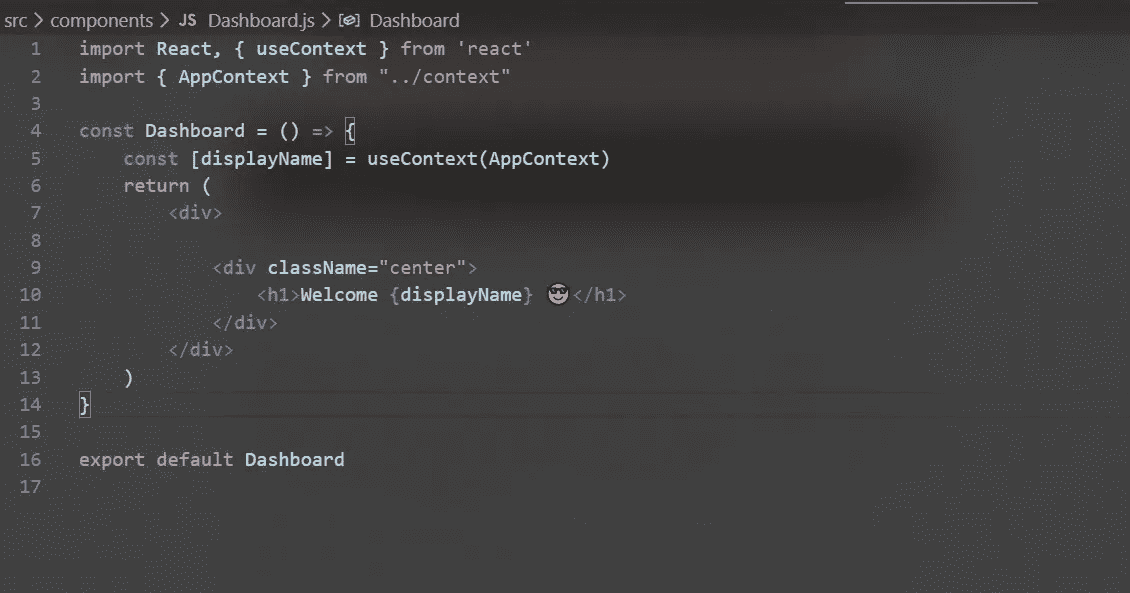 src > components > JS Dashboard.js > Dashboard
1 import React, { useContext } from 'react'
2 import { AppContext } from "../context"
3
4 const Dashboard = () => {
5     const [displayName] = useContext(AppContext)
6     return (
7         <div>
8
9             <div className="center">
10                 <h1>Welcome {displayName} 😎</h1>
11             </div>
12         </div>
13     )
14 }
15
16 export default Dashboard
17